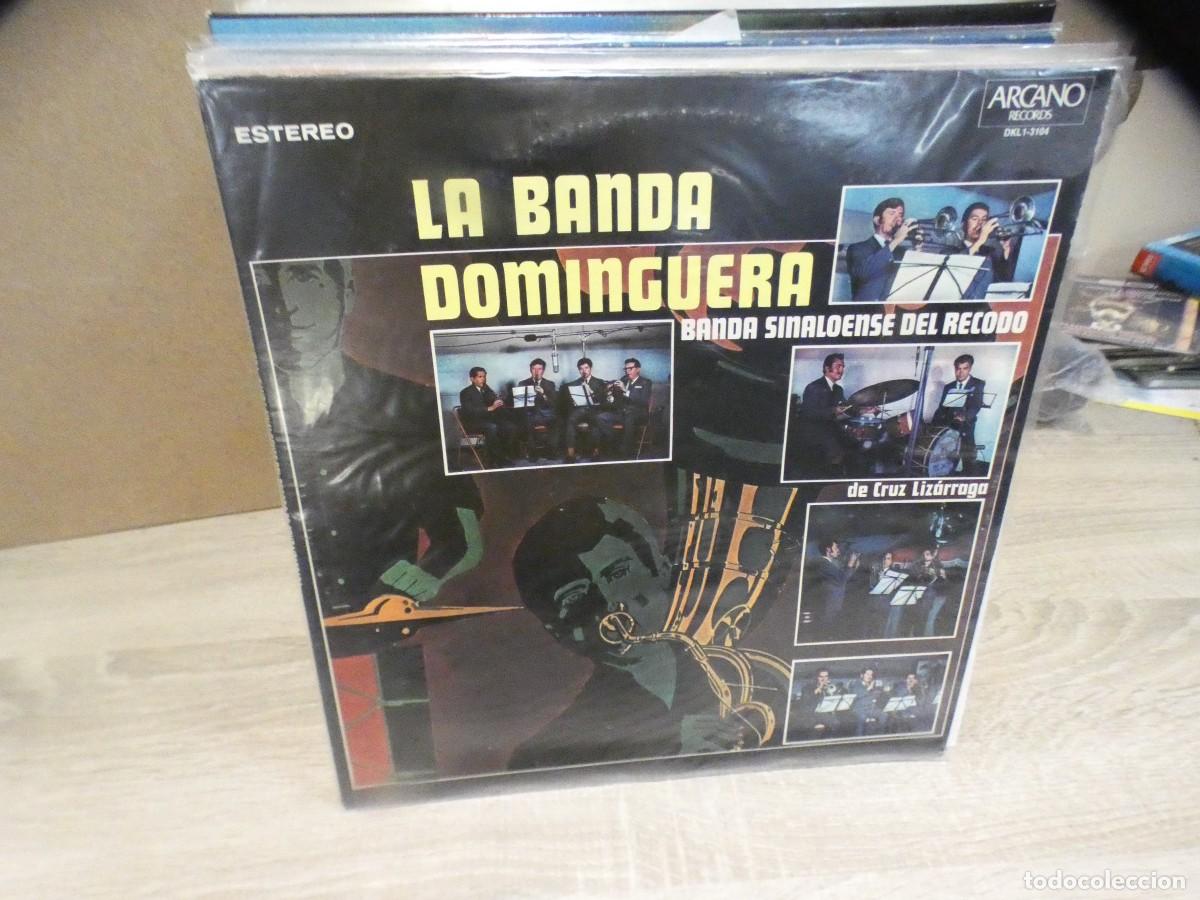 ESTEREO
ARCANO
RECORDS
DKL1-3104
LA BANDA
DOMINGUERA
BANDA SINALOENSE DEL RECODO
de Cruz Lizárraga
todocoleccion